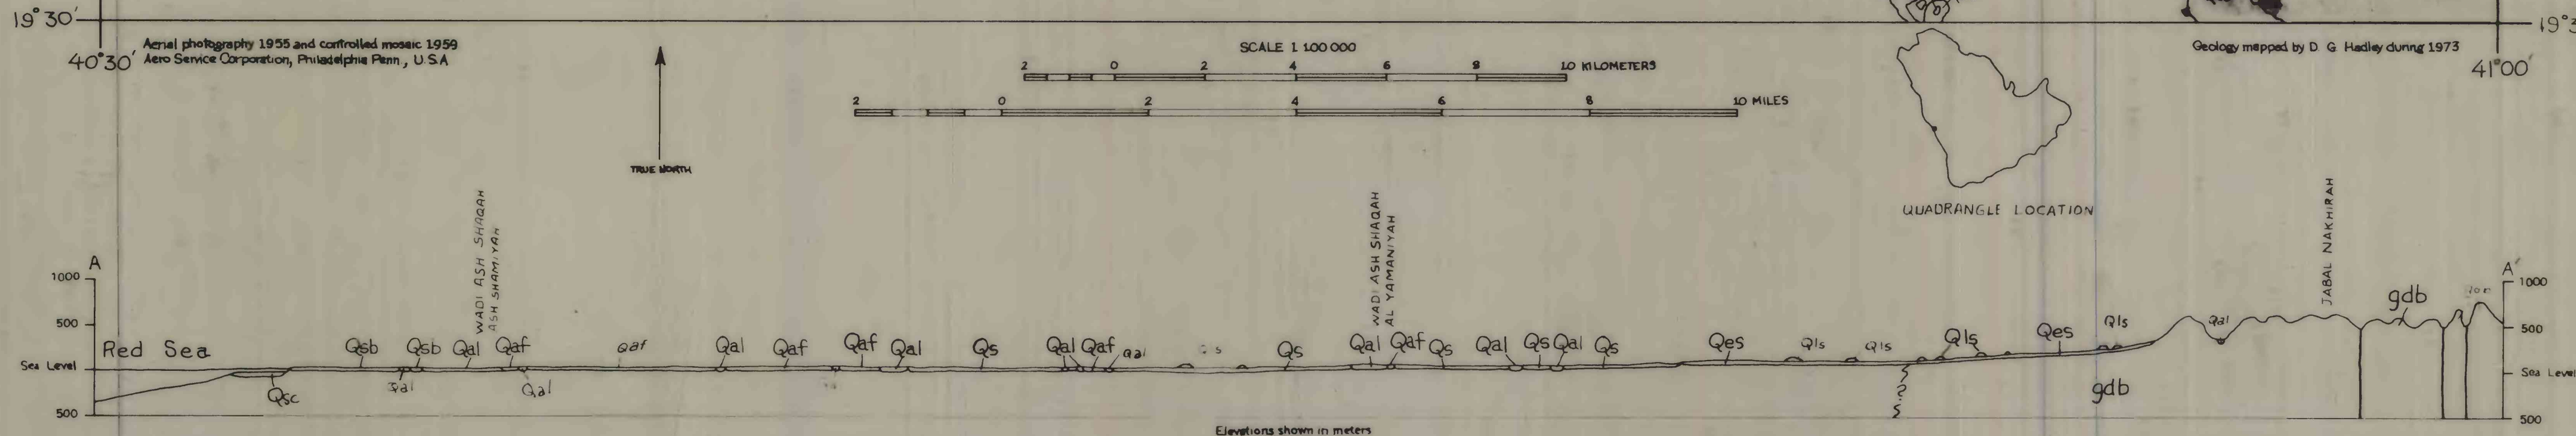 19°30'
19°3
40°30'
Aerial photography 1955 and controlled mosaic 1959
Aero Service Corporation, Philadelphia Penn., U.S.A
SCALE 1 100 000
2 0 2 4 6 8 10 KILOMETERS
2 0 2 4 6 8 10 MILES
TRUE NORTH
QUADRANGLE LOCATION
Geology mapped by D. G. Hadley during 1973
41°00'
WADI ASH SHAQAH
ASH SHAMIYAH
WADI ASH SHAQAH
AL YAMANIYAH
JABAL NAKHIRAH
A
A'
1000
500
Sea Level
500
Red Sea
Qsb Qsb Qal Qaf Qaf Qal Qaf Qaf Qal Qs Qal Qaf Qal Qs Qal Qaf Qs Qal Qs Qal Qs Qes Qls Qls Qls Qes Qls Qal gdb
Qsc Qal gdb
1000
500
Sea Level
500
Elevations shown in meters